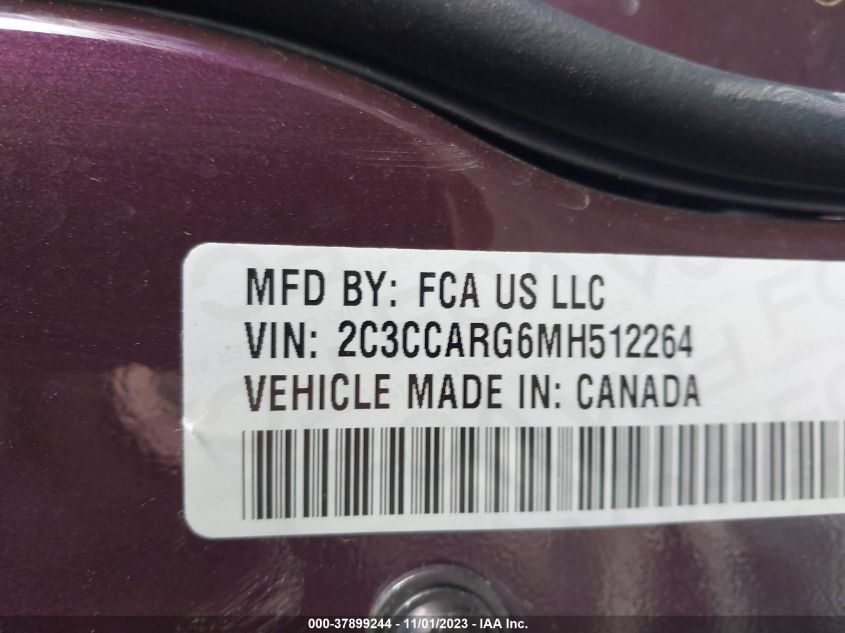 MFD BY: FCA US LLC
VIN: 2C3CCARG6MH512264
VEHICLE MADE IN: CANADA
000-37899244 - 11/01/2023 - IAA Inc.